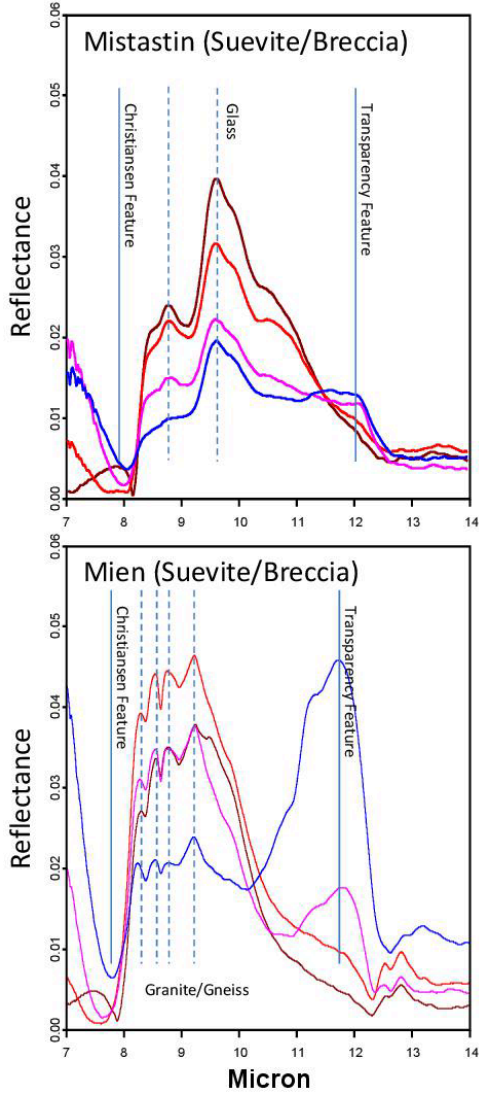 Mistastin (Suevite/Breccia)
Christiansen Feature
Glass
Transparency Feature
Reflectance
0.06
0.05
0.04
0.03
0.02
0.01
0.00
7 8 9 10 11 12 13 14
Mien (Suevite/Breccia)
Christiansen Feature
Transparency Feature
Granite/Gneiss
Reflectance
0.06
0.05
0.04
0.03
0.02
0.01
0.00
7 8 9 10 11 12 13 14
Micron